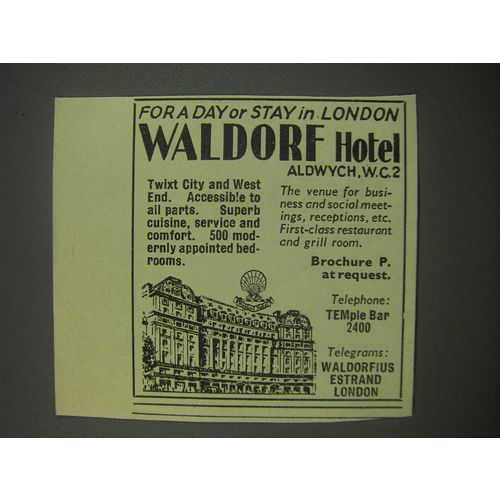 FOR A DAY or STAY in LONDON
WALDORF Hotel
ALDWYCH, W.C.2
Twixt City and West
End. Accessible to
all parts. Superb
cuisine, service and
comfort. 500 mod-
ernly appointed bed-
rooms.
The venue for busi-
ness and social meet-
ings, receptions, etc.
First-class restaurant
and grill room.
Brochure P.
at request.
Telephone:
TEMple Bar
2400
Telegrams:
WALDORFIUS
ESTRAND
LONDON